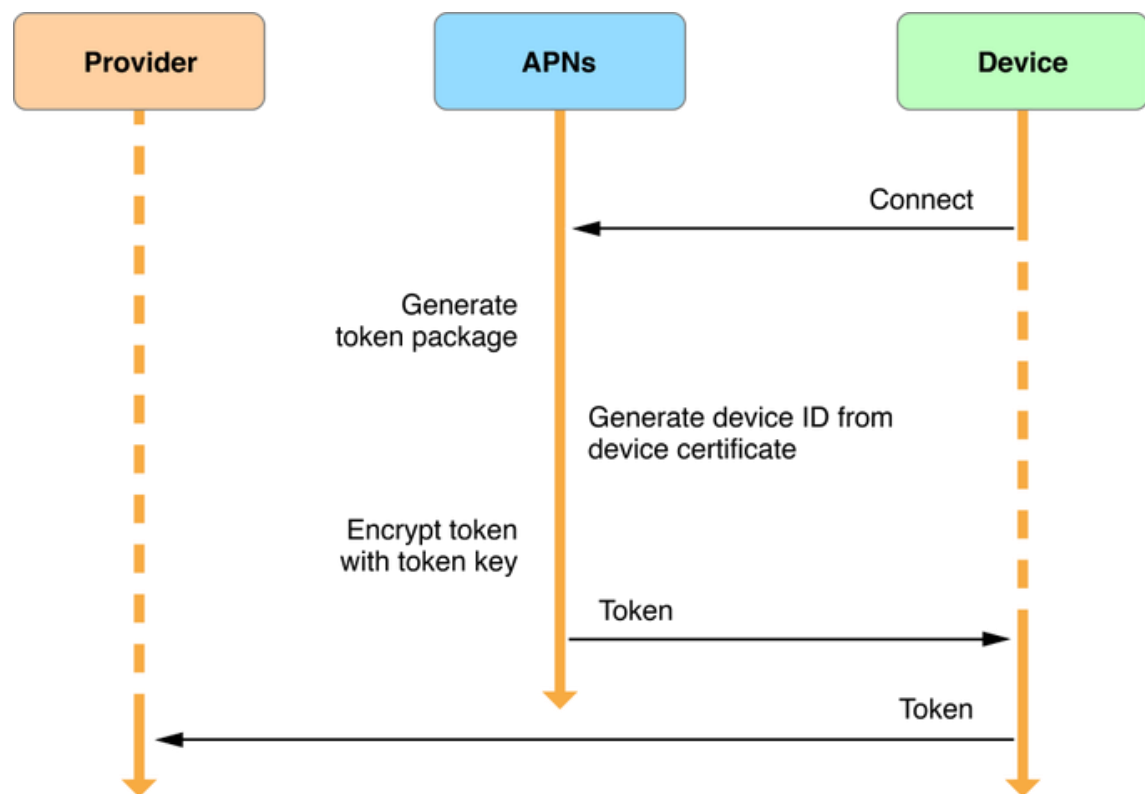 Provider
APNs
Device
Connect
Generate
token package
Generate device ID from
device certificate
Encrypt token
with token key
Token
Token